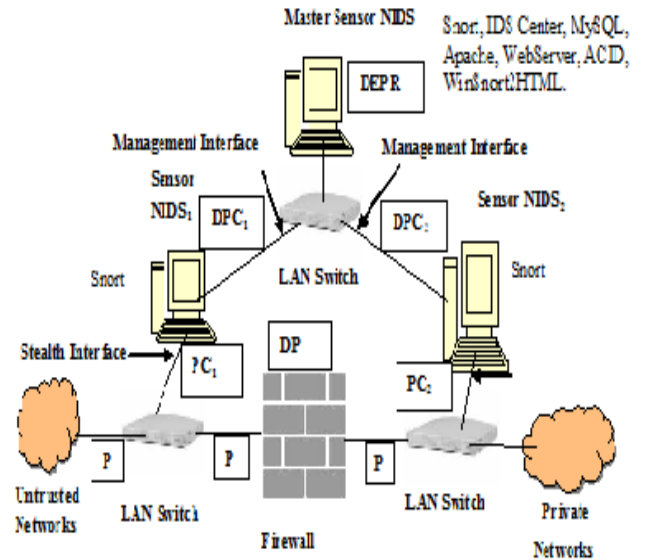 Master Sensor NIDS
Snort, IDS Center, MySQL,
Apache, WebServer, ACID,
WinSnort2HTML.
DEPR
Management Interface
Management Interface
Sensor
NIDS₁
DPC₁
DPC₂
Sensor NIDS₂
LAN Switch
Snort
Snort
Stealth Interface
PC₁
DP
PC₂
P
P
P
Untrusted
Networks
LAN Switch
Firewall
LAN Switch
Private
Networks